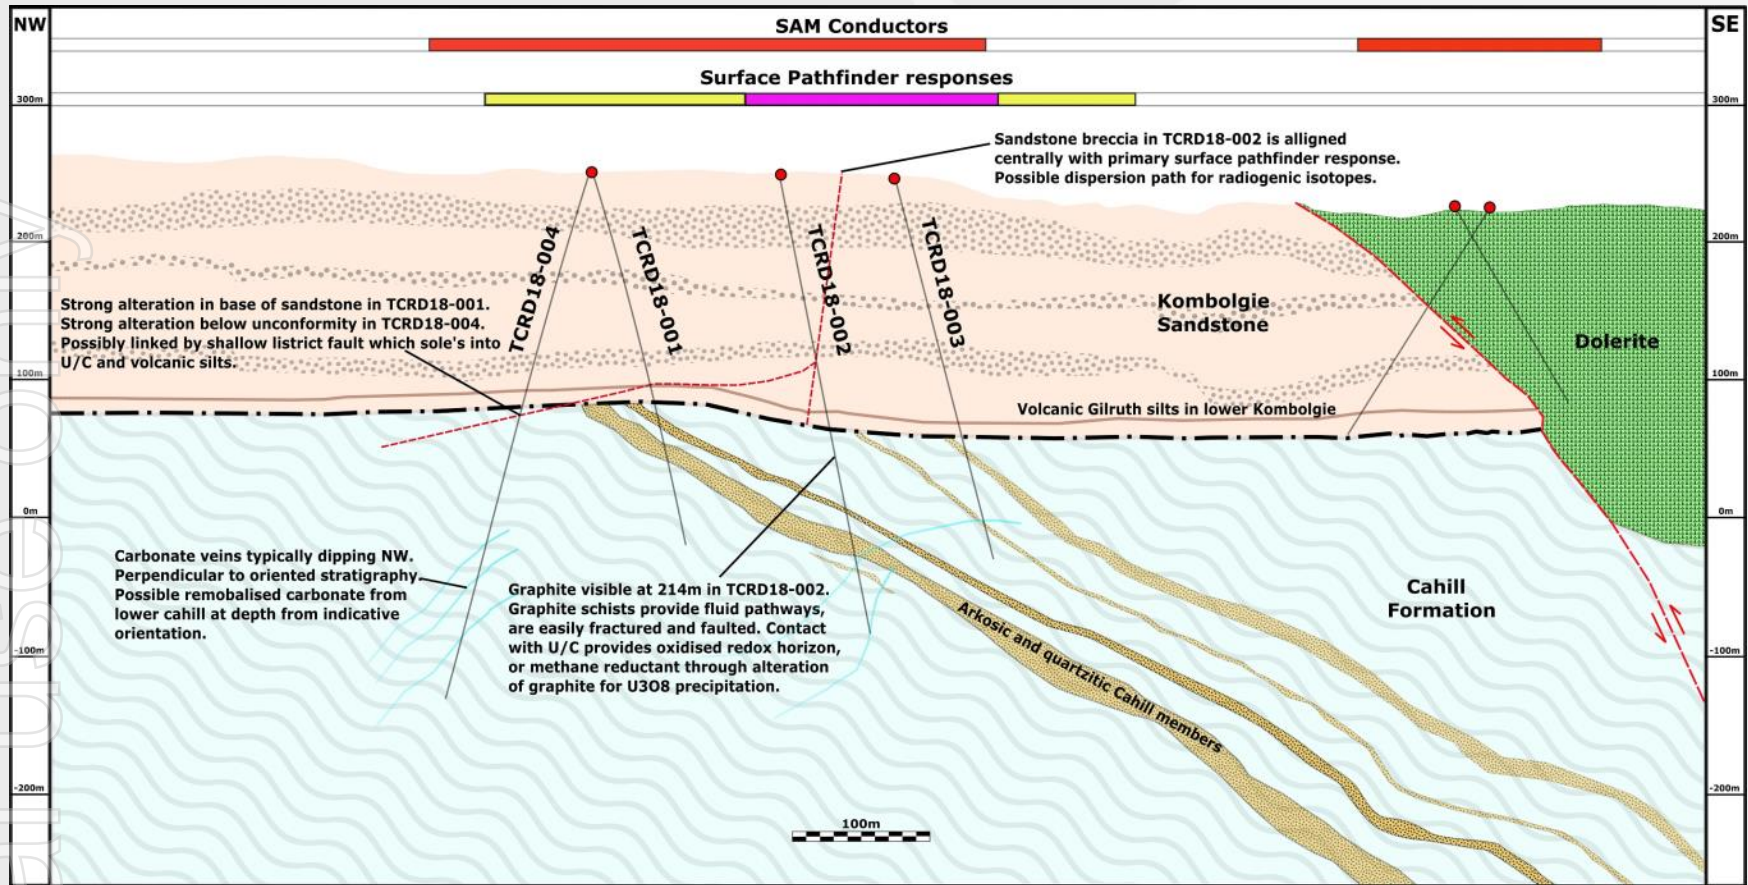 NW
SE
SAM Conductors
Surface Pathfinder responses
300m
300m
Sandstone breccia in TCRD18-002 is alligned
centrally with primary surface pathfinder response.
Possible dispersion path for radiogenic isotopes.
200m
200m
TCRD18-004
TCRD18-001
TCRD18-002
TCRD18-003
Strong alteration in base of sandstone in TCRD18-001.
Strong alteration below unconformity in TCRD18-004.
Possibly linked by shallow listrict fault which sole's into
U/C and volcanic silts.
Kombolgie
Sandstone
Dolerite
100m
100m
Volcanic Gilruth silts in lower Kombolgie
0m
0m
Carbonate veins typically dipping NW.
Perpendicular to oriented stratigraphy.
Possible remobalised carbonate from
lower cahill at depth from indicative
orientation.
Graphite visible at 214m in TCRD18-002.
Graphite schists provide fluid pathways,
are easily fractured and faulted. Contact
with U/C provides oxidised redox horizon,
or methane reductant through alteration
of graphite for U3O8 precipitation.
Cahill
Formation
Arkosic and quartzitic Cahill members
-100m
-100m
-200m
-200m
100m